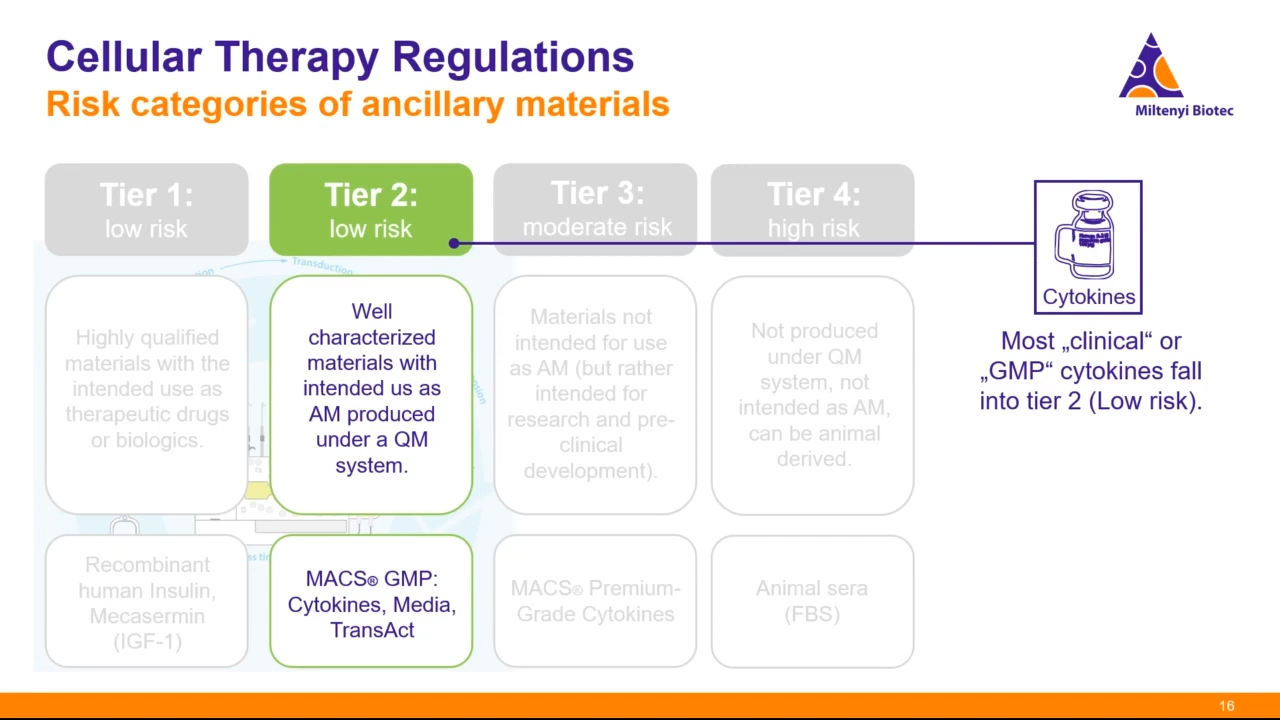 Cellular Therapy Regulations
Risk categories of ancillary materials
Miltenyi Biotec
Tier 1:
low risk
Tier 2:
low risk
Tier 3:
moderate risk
Tier 4:
high risk
Transduction
Highly qualified
materials with the
intended use as
therapeutic drugs
or biologics.
Well
characterized
materials with
intended us as
AM produced
under a QM
system.
Materials not
intended for use
as AM (but rather
intended for
research and pre-
clinical
development).
Not produced
under QM
system, not
intended as AM,
can be animal
derived.
Recombinant
human Insulin,
Mecasermin
(IGF-1)
MACS® GMP:
Cytokines, Media,
TransAct
MACS® Premium-
Grade Cytokines
Animal sera
(FBS)
Cytokines
Most „clinical“ or
„GMP“ cytokines fall
into tier 2 (Low risk).
16